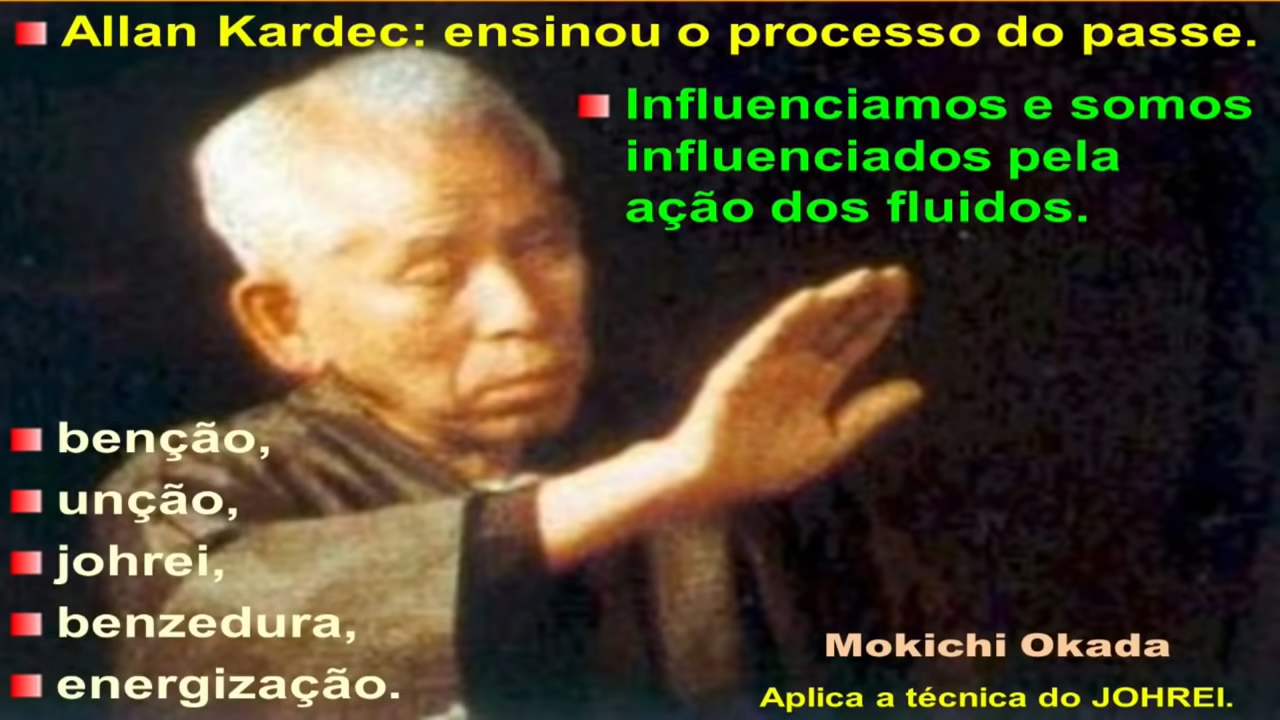 Allan Kardec: ensinou o processo do passe.
Influenciamos e somos
influenciados pela
ação dos fluidos.
benção,
unção,
johrei,
benzedura,
energização.
Mokichi Okada
Aplica a técnica do JOHREI.